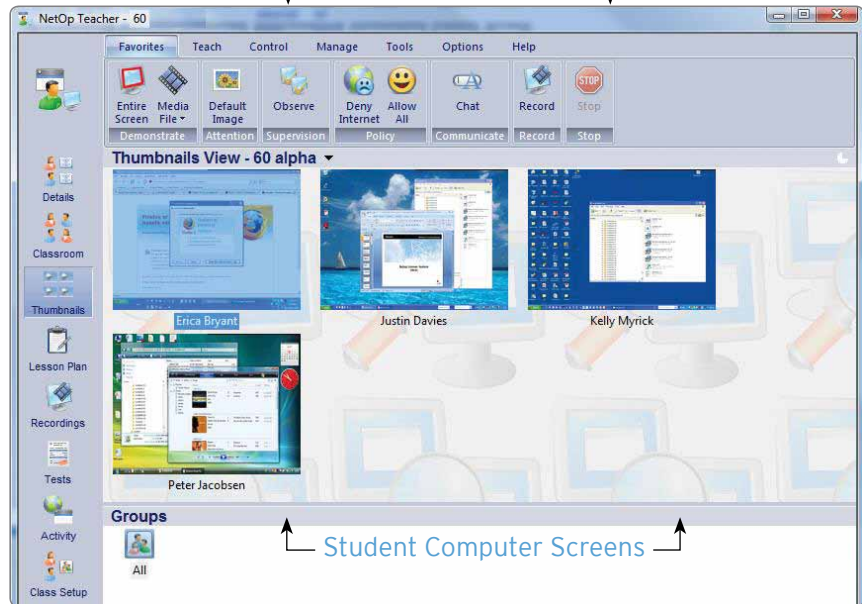 NetOp Teacher - 60
Favorites Teach Control Manage Tools Options Help
Entire Screen
Media File
Default Image
Observe
Deny Internet
Allow All
Chat
Record
Stop
Demonstrate Attention Supervision Policy Communicate Record Stop
Thumbnails View - 60 alpha
Details
Classroom
Thumbnails
Lesson Plan
Recordings
Tests
Activity
Class Setup
Erica Bryant Justin Davies Kelly Myrick
Peter Jacobsen
Groups
All
Student Computer Screens